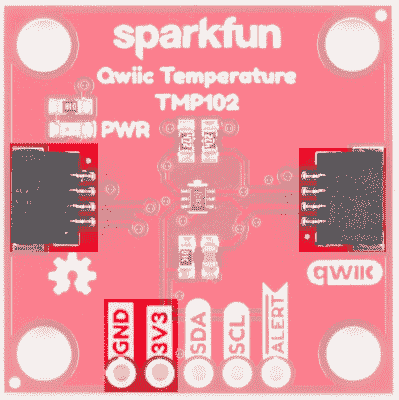 sparkfun
Qwiic Temperature
TMP102
PWR
qwiic
GND
3V3
SDA
SCL
ALERT